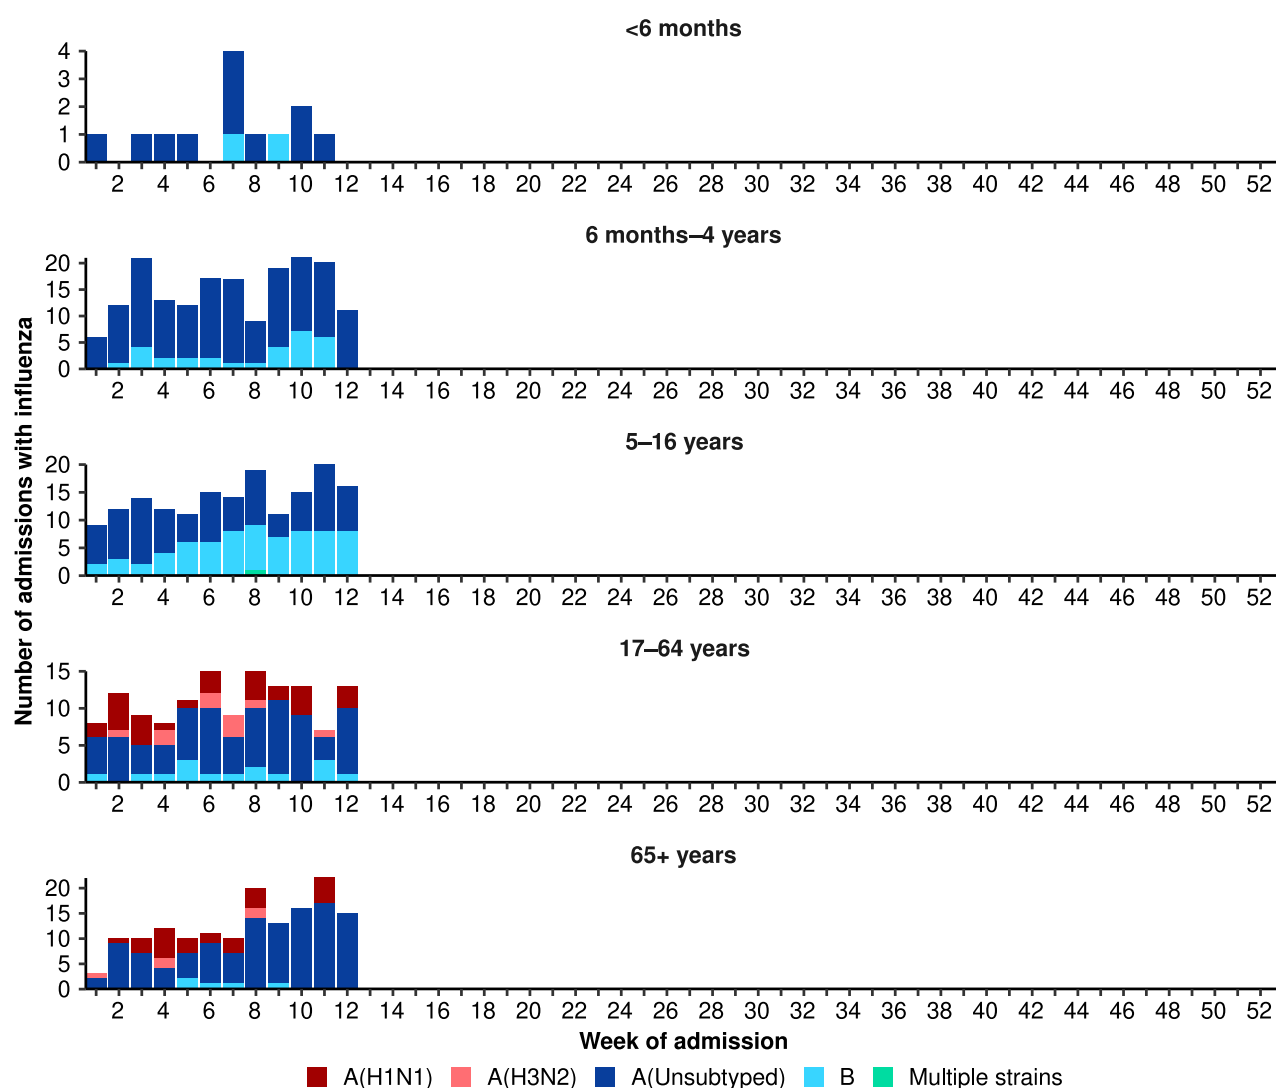 <6 months
4
3
2
1
0
2 4 6 8 10 12 14 16 18 20 22 24 26 28 30 32 34 36 38 40 42 44 46 48 50 52
6 months–4 years
20
15
10
5
0
2 4 6 8 10 12 14 16 18 20 22 24 26 28 30 32 34 36 38 40 42 44 46 48 50 52
5–16 years
20
15
10
5
0
2 4 6 8 10 12 14 16 18 20 22 24 26 28 30 32 34 36 38 40 42 44 46 48 50 52
17–64 years
15
10
5
0
2 4 6 8 10 12 14 16 18 20 22 24 26 28 30 32 34 36 38 40 42 44 46 48 50 52
65+ years
20
15
10
5
0
2 4 6 8 10 12 14 16 18 20 22 24 26 28 30 32 34 36 38 40 42 44 46 48 50 52
Number of admissions with influenza
Week of admission
A(H1N1) A(H3N2) A(Unsubtyped) B Multiple strains